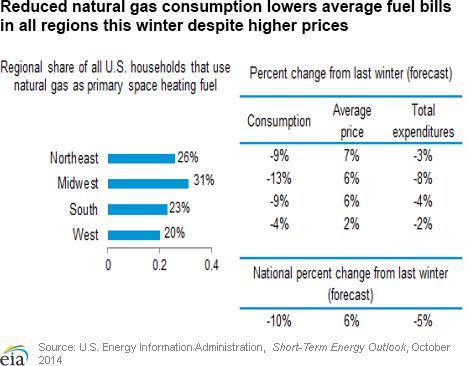 Reduced natural gas consumption lowers average fuel bills
in all regions this winter despite higher prices
Regional share of all U.S. households that use
natural gas as primary space heating fuel
Northeast 26%
Midwest 31%
South 23%
West 20%
0 0.2 0.4
Percent change from last winter (forecast)
Consumption Average price Total expenditures
-9% 7% -3%
-13% 6% -8%
-9% 6% -4%
-4% 2% -2%
National percent change from last winter
(forecast)
-10% 6% -5%
eia
Source: U.S. Energy Information Administration, Short-Term Energy Outlook, October
2014